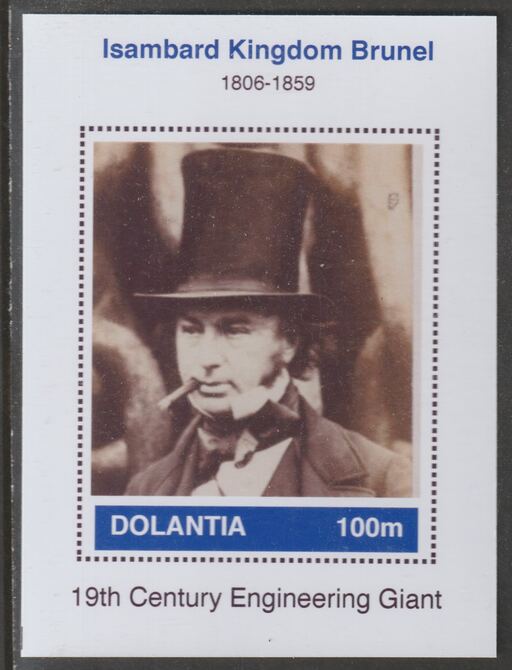 Isambard Kingdom Brunel
1806-1859
DOLANTIA 100m
19th Century Engineering Giant